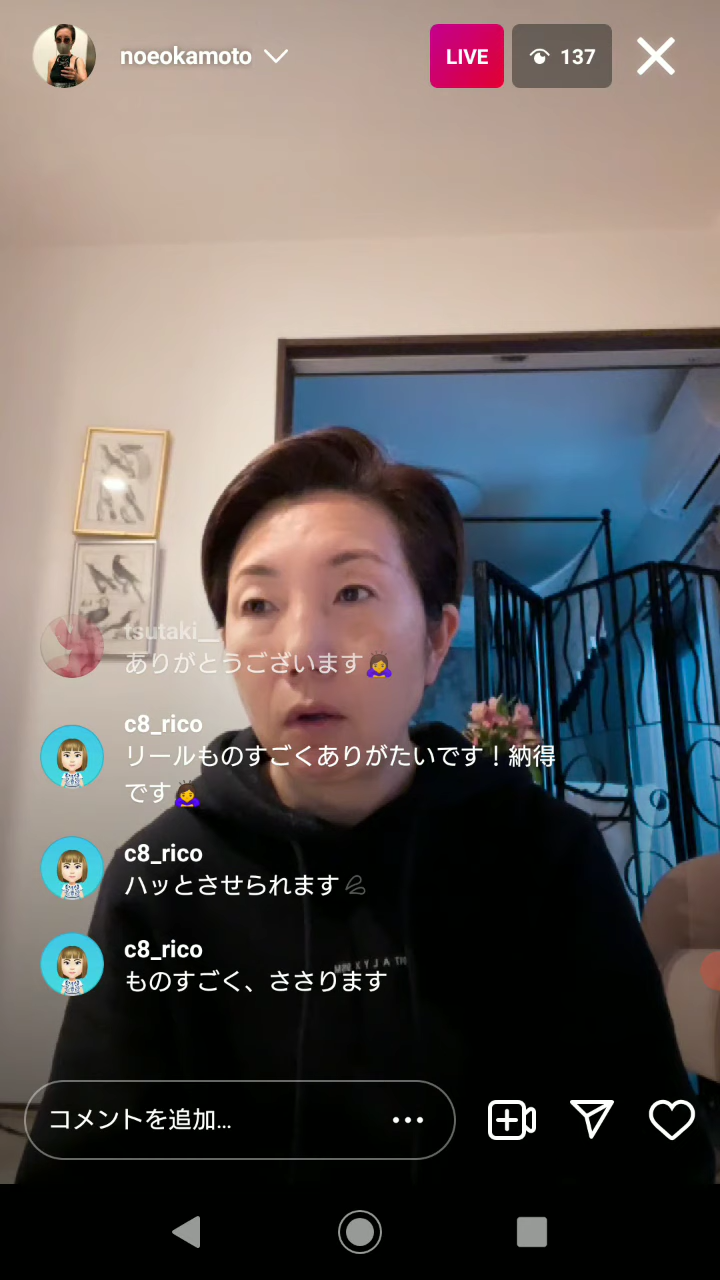 noeokamoto
LIVE
137
tsutaki__
ありがとうございます🙇‍♀️
c8_rico
リールものすごくありがたいです！納得
です🙇‍♀️
c8_rico
ハッとさせられます💦
c8_rico
ものすごく、ささります
コメントを追加...